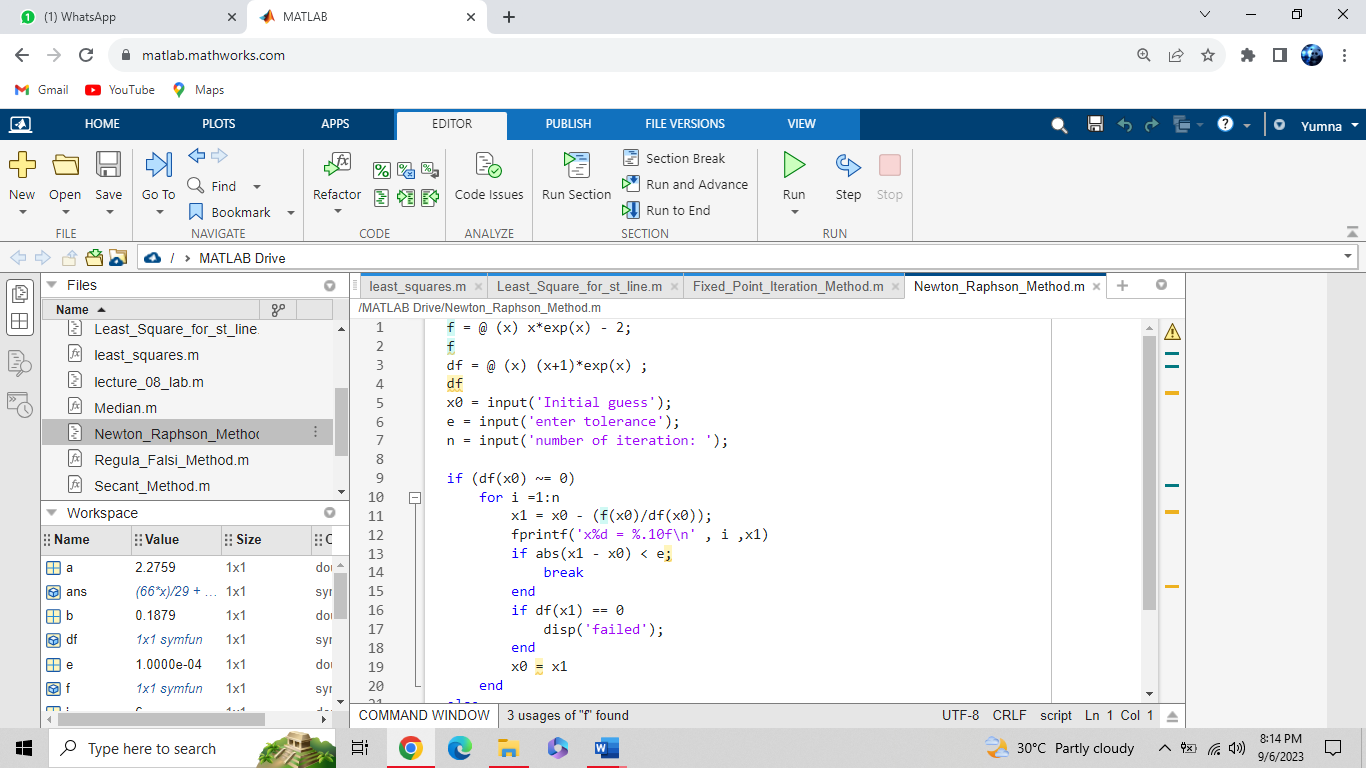 (1) WhatsApp
MATLAB
matlab.mathworks.com
Gmail YouTube Maps
HOME PLOTS APPS EDITOR PUBLISH FILE VERSIONS VIEW Yumna
New Open Save
FILE
Go To Find Bookmark
NAVIGATE
Refactor
CODE
Code Issues
ANALYZE
Run Section
Section Break
Run and Advance
Run to End
SECTION
Run Step Stop
RUN
/ › MATLAB Drive
Files
Name
Least_Square_for_st_line.
least_squares.m
lecture_08_lab.m
Median.m
Newton_Raphson_Method
Regula_Falsi_Method.m
Secant_Method.m
Workspace
Name Value Size
a 2.2759 1x1
ans (66*x)/29 + ... 1x1
b 0.1879 1x1
df 1x1 symfun 1x1
e 1.0000e-04 1x1
f 1x1 symfun 1x1
least_squares.m Least_Square_for_st_line.m Fixed_Point_Iteration_Method.m Newton_Raphson_Method.m
/MATLAB Drive/Newton_Raphson_Method.m
1 f = @ (x) x*exp(x) - 2;
2 f
3 df = @ (x) (x+1)*exp(x) ;
4 df
5 x0 = input('Initial guess');
6 e = input('enter tolerance');
7 n = input('number of iteration: ');
8
9 if (df(x0) ~= 0)
10 for i =1:n
11 x1 = x0 - (f(x0)/df(x0));
12 fprintf('x%d = %.10f\n' , i ,x1)
13 if abs(x1 - x0) < e;
14 break
15 end
16 if df(x1) == 0
17 disp('failed');
18 end
19 x0 = x1
20 end
21 else
COMMAND WINDOW 3 usages of "f" found UTF-8 CRLF script Ln 1 Col 1
Type here to search
30°C Partly cloudy
8:14 PM
9/6/2023